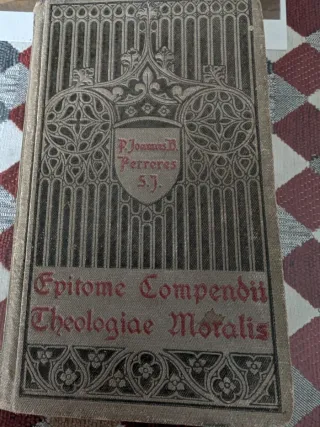 P. Joannis B.
Ferreres
S. J.
Epitome Compendii
Theologiae Moralis